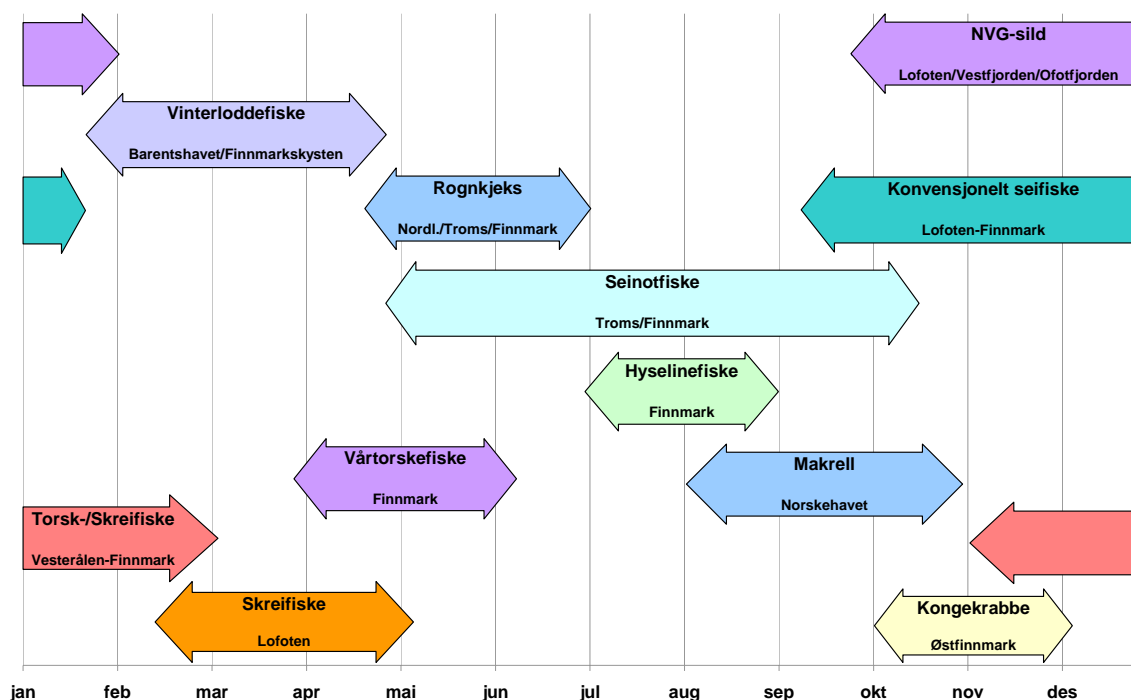 NVG-sild
Lofoten/Vestfjorden/Ofotfjorden
Vinterloddefiske
Barentshavet/Finnmarkskysten
Rognkjeks
Nordl./Troms/Finnmark
Konvensjonelt seifiske
Lofoten-Finnmark
Seinotfiske
Troms/Finnmark
Hyselinefiske
Finnmark
Vårtorskefiske
Finnmark
Makrell
Norskehavet
Torsk-/Skreifiske
Vesterålen-Finnmark
Skreifiske
Lofoten
Kongekrabbe
Østfinnmark
jan feb mar apr mai jun jul aug sep okt nov des